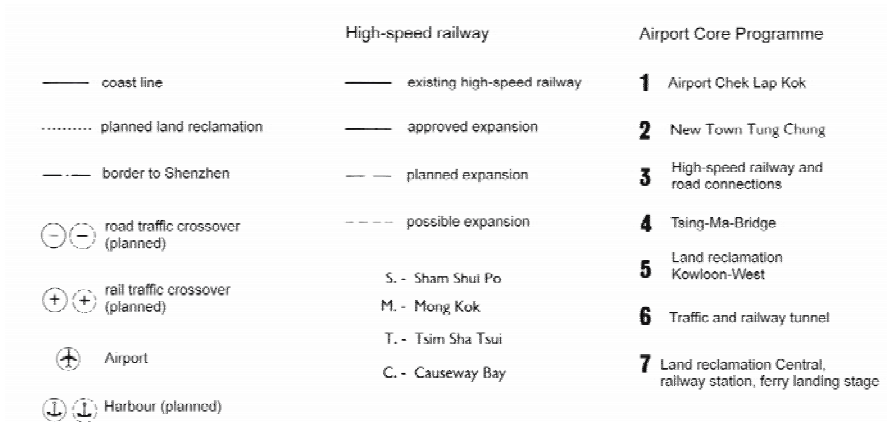 High-speed railway
Airport Core Programme
coast line
planned land reclamation
border to Shenzhen
road traffic crossover
(planned)
rail traffic crossover
(planned)
Airport
Harbour (planned)
existing high-speed railway
approved expansion
planned expansion
possible expansion
S. - Sham Shui Po
M. - Mong Kok
T. - Tsim Sha Tsui
C. - Causeway Bay
1 Airport Chek Lap Kok
2 New Town Tung Chung
3 High-speed railway and
road connections
4 Tsing-Ma-Bridge
5 Land reclamation
Kowloon-West
6 Traffic and railway tunnel
7 Land reclamation Central,
railway station, ferry landing stage